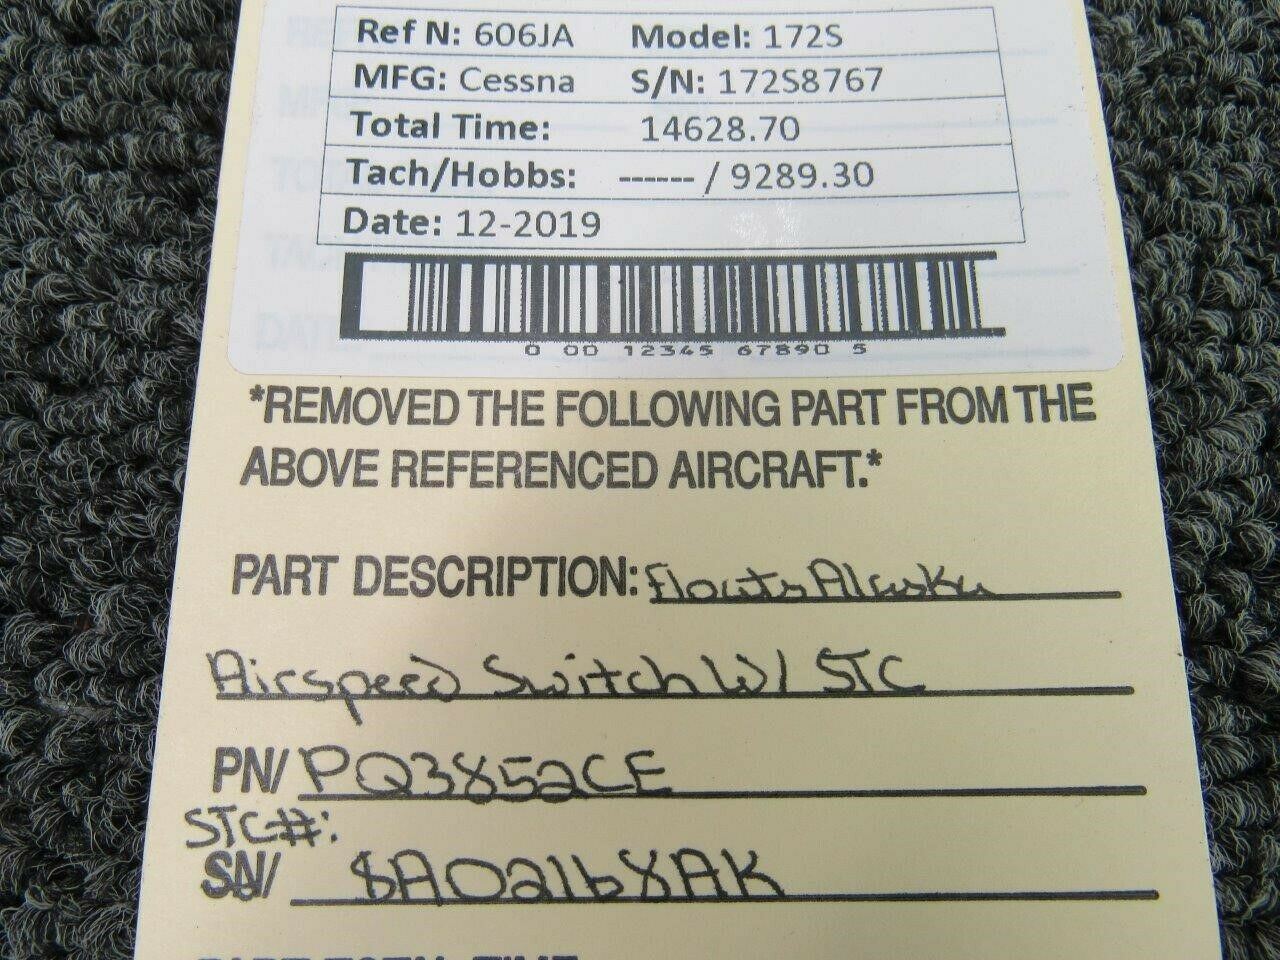 Ref N: 606JA Model: 172S
MFG: Cessna S/N: 172S8767
Total Time: 14628.70
Tach/Hobbs: ------ / 9289.30
Date: 12-2019
0 00 12345 67890 5
*REMOVED THE FOLLOWING PART FROM THE
ABOVE REFERENCED AIRCRAFT.*
PART DESCRIPTION: Floats Alaska
Airspeed Switch W/ STC
PN/ PQ3852CE
STC#:
SN/ SA02168AK